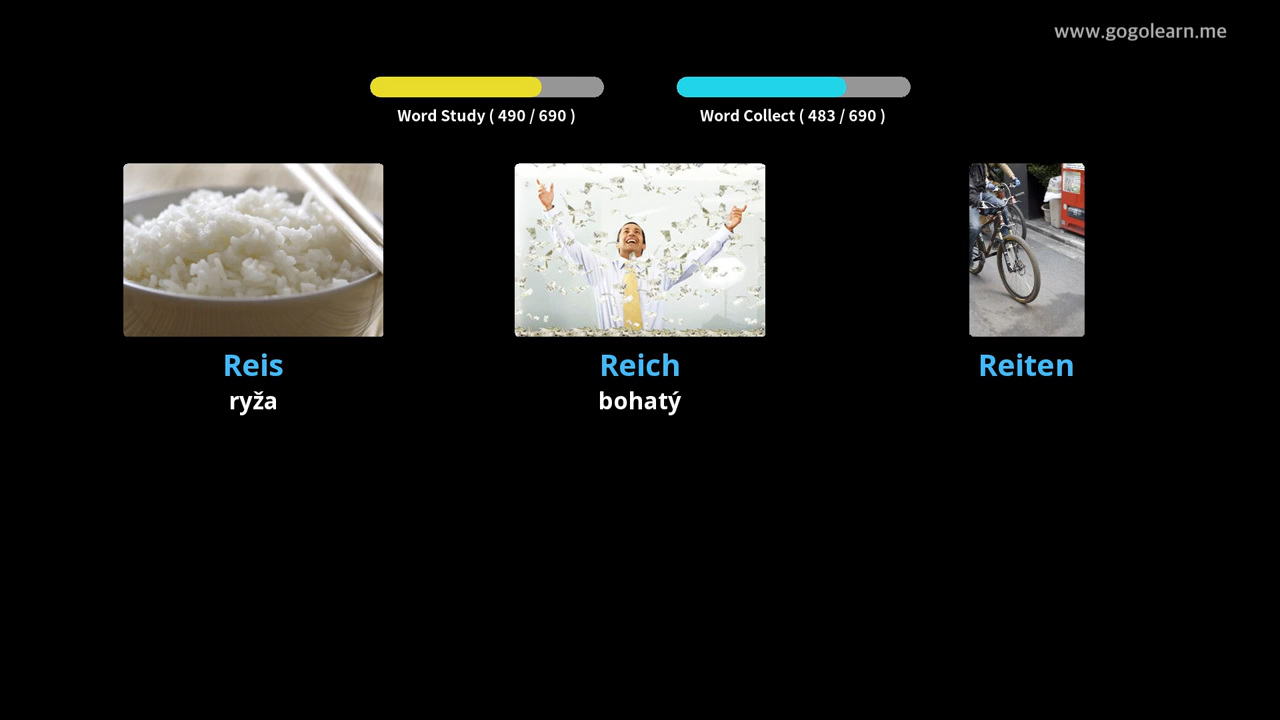 www.gogolearn.me
Word Study ( 490 / 690 )
Word Collect ( 483 / 690 )
Reis
Reich
Reiten
ryža
bohatý